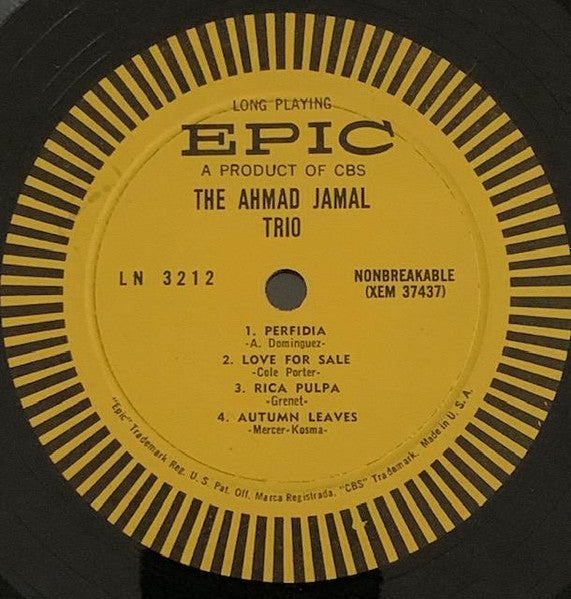 LONG PLAYING
EPIC
A PRODUCT OF CBS
THE AHMAD JAMAL
TRIO
LN 3212
NONBREAKABLE
(XEM 37437)
1. PERFIDIA
-A. Dominguez-
2. LOVE FOR SALE
-Cole Porter-
3. RICA PULPA
-Grenet-
4. AUTUMN LEAVES
-Mercer-Kosma-
"Epic" Trademark Reg. U. S. Pat. Off. Marca Registrada. "CBS" Trademark. Made in U. S. A.